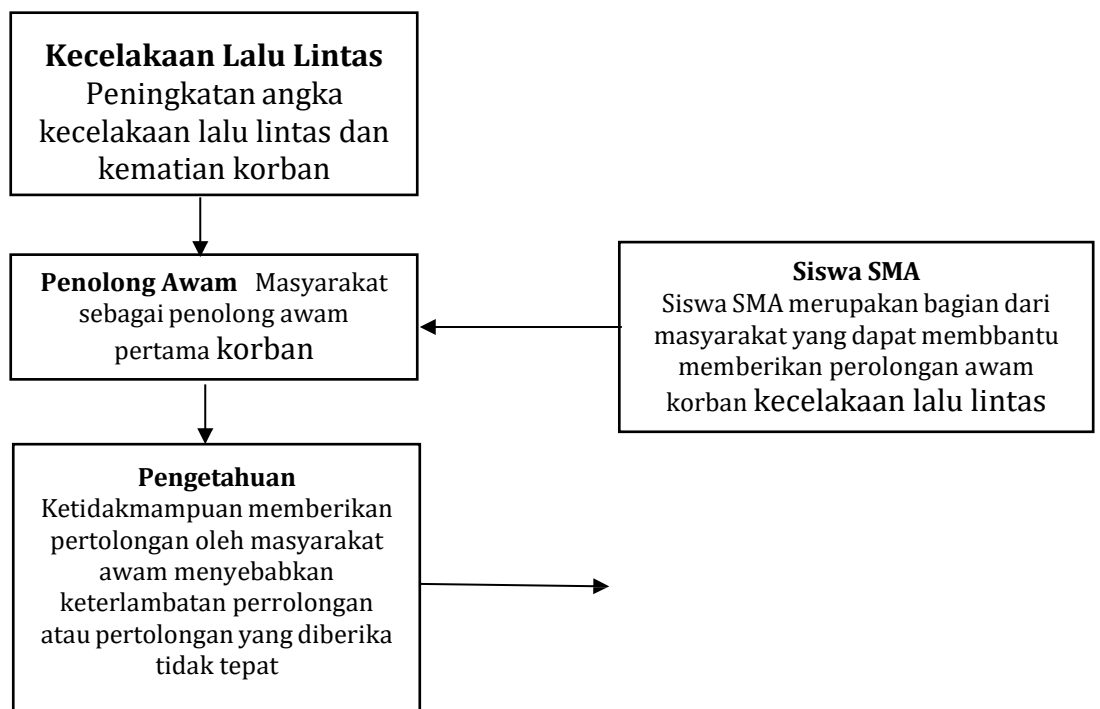 Kecelakaan Lalu Lintas
Peningkatan angka
kecelakaan lalu lintas dan
kematian korban
Penolong Awam Masyarakat
sebagai penolong awam
pertama korban
Siswa SMA
Siswa SMA merupakan bagian dari
masyarakat yang dapat membbantu
memberikan perolongan awam
korban kecelakaan lalu lintas
Pengetahuan
Ketidakmampuan memberikan
pertolongan oleh masyarakat
awam menyebabkan
keterlambatan perrolongan
atau pertolongan yang diberika
tidak tepat